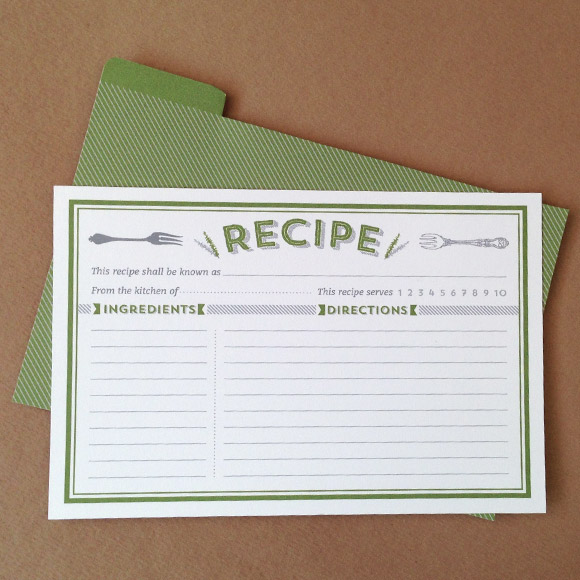 RECIPE
This recipe shall be known as
From the kitchen of This recipe serves 1 2 3 4 5 6 7 8 9 10
INGREDIENTS DIRECTIONS